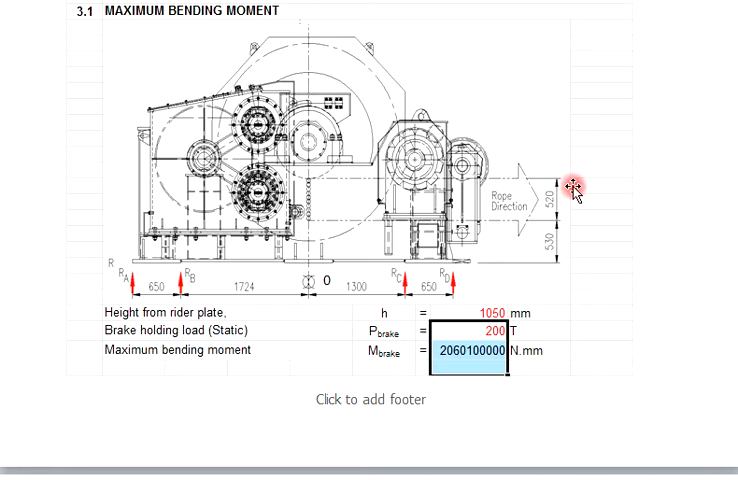 3.1 MAXIMUM BENDING MOMENT
Rope
Direction
520
530
R
RA
RB
RC
RD
650
1724
0
1300
650
Height from rider plate, h = 1050 mm
Brake holding load (Static) Pbrake = 200 T
Maximum bending moment Mbrake = 2060100000 N.mm
Click to add footer